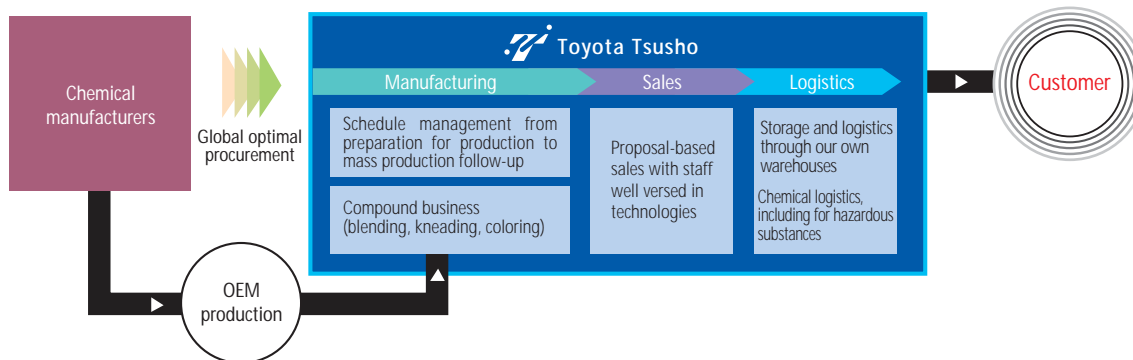 Chemical
manufacturers
Global optimal
procurement
Toyota Tsusho
Manufacturing
Sales
Logistics
Schedule management from
preparation for production to
mass production follow-up
Compound business
(blending, kneading, coloring)
Proposal-based
sales with staff
well versed in
technologies
Storage and logistics
through our own
warehouses
Chemical logistics,
including for hazardous
substances
Customer
OEM
production